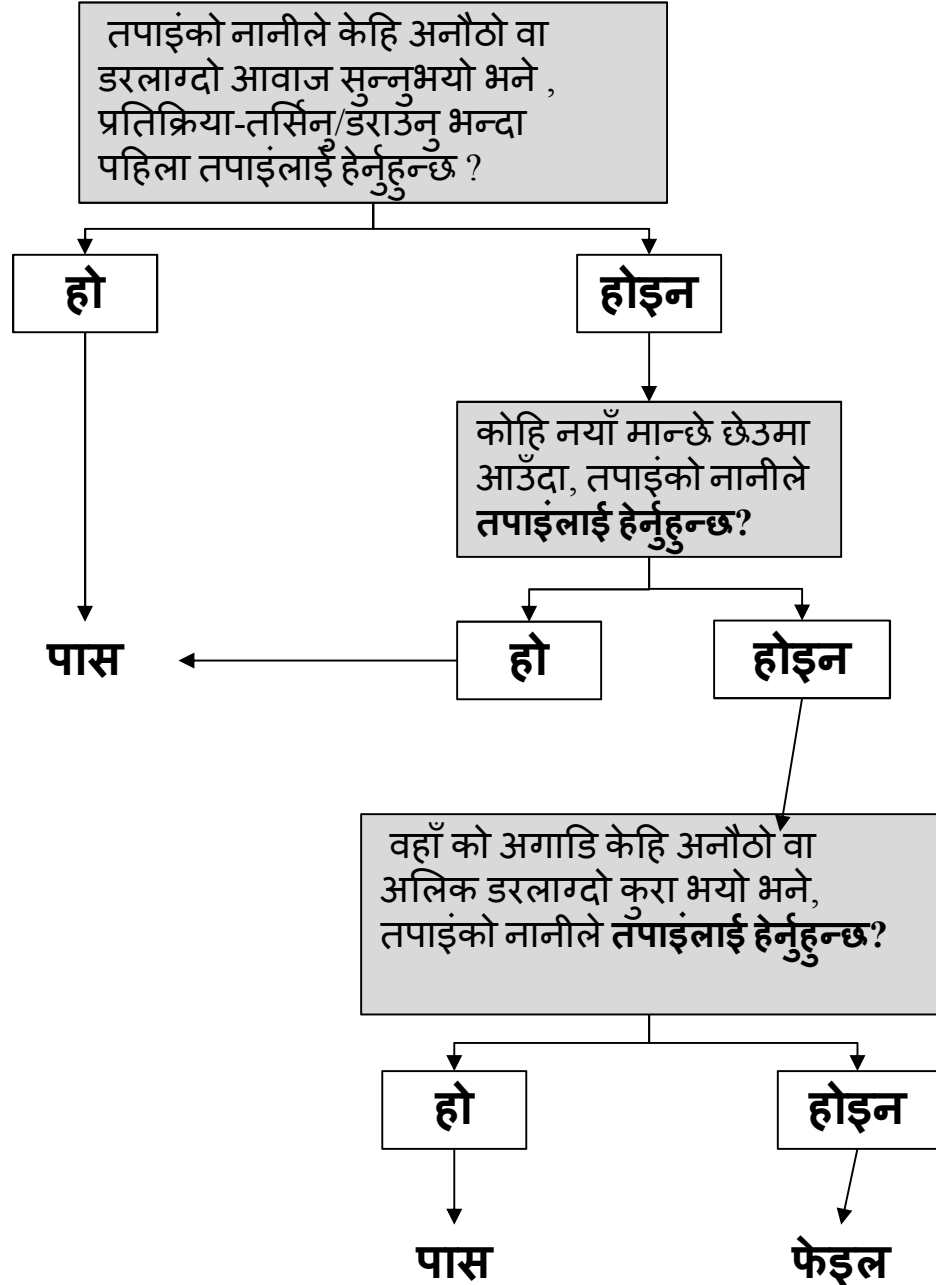 तपाइंको नानीले केहि अनौठो वा
डरलाग्दो आवाज सुन्नुभयो भने ,
प्रतिक्रिया-तर्सिनु/डराउनु भन्दा
पहिला तपाइंलाई हेर्नुहुन्छ ?
हो
होइन
कोहि नयाँ मान्छे छेउमा
आउँदा, तपाइंको नानीले
तपाइंलाई हेर्नुहुन्छ?
पास
हो
होइन
वहाँ को अगाडि केहि अनौठो वा
अलिक डरलाग्दो कुरा भयो भने,
तपाइंको नानीले तपाइंलाई हेर्नुहुन्छ?
हो
होइन
पास
फेइल